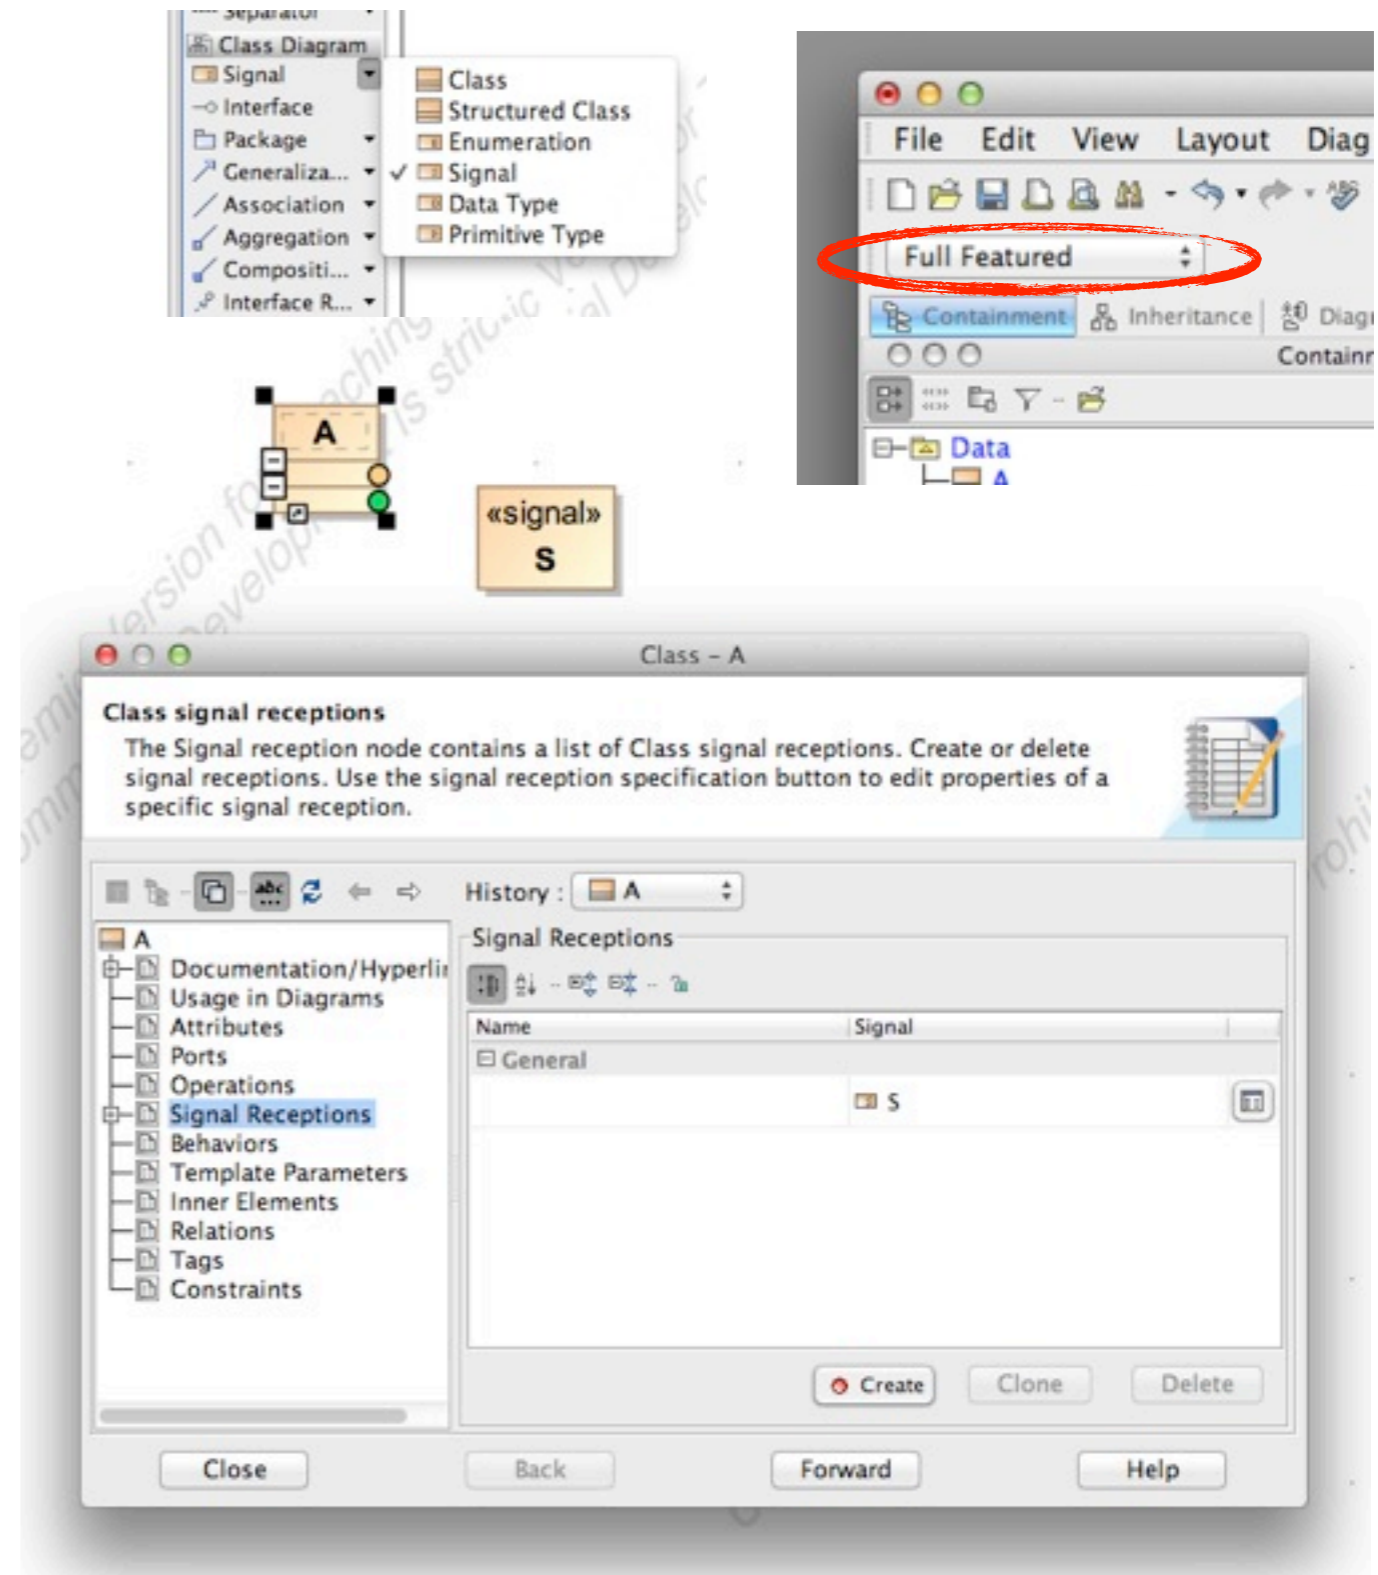 Separator
Class Diagram
Signal
Interface
Package
Generaliza...
Association
Aggregation
Compositi...
Interface R...
Class
Structured Class
Enumeration
Signal
Data Type
Primitive Type
File Edit View Layout Diag
Full Featured
Containment Inheritance Diagr
Containr
Data
A
A
«signal»
S
Class – A
Class signal receptions
The Signal reception node contains a list of Class signal receptions. Create or delete
signal receptions. Use the signal reception specification button to edit properties of a
specific signal reception.
History : A
A
Documentation/Hyperlin
Usage in Diagrams
Attributes
Ports
Operations
Signal Receptions
Behaviors
Template Parameters
Inner Elements
Relations
Tags
Constraints
Signal Receptions
Name Signal
General
S
Create Clone Delete
Close Back Forward Help